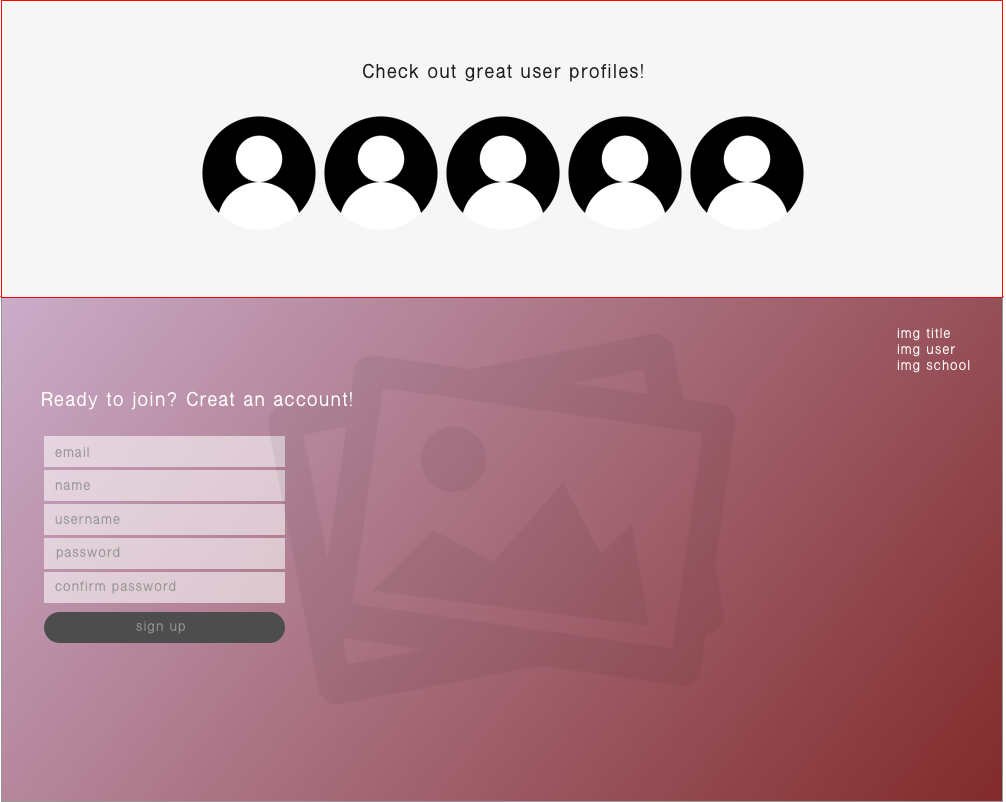 Check out great user profiles!
img title
img user
img school
Ready to join? Creat an account!
email
name
username
password
confirm password
sign up